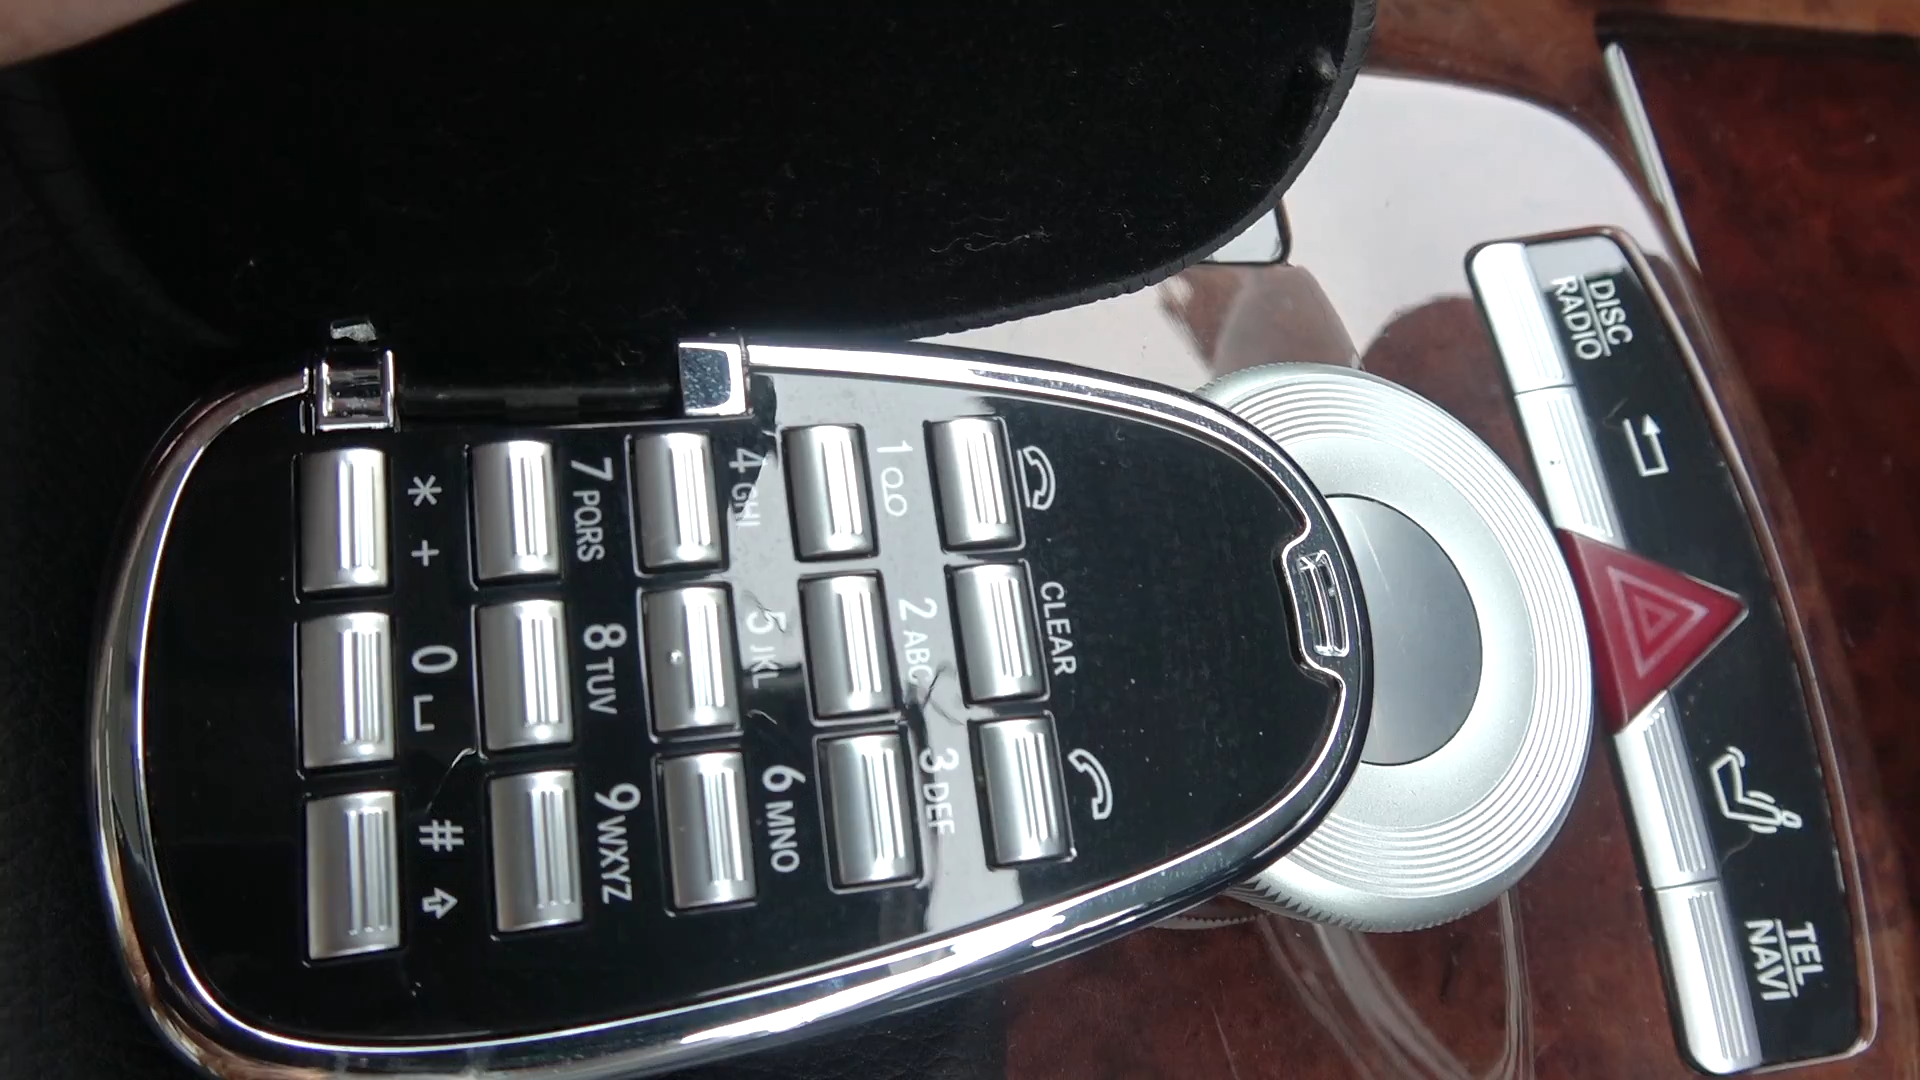 DISC
RADIO
TEL
NAVI
CLEAR
1
2 ABC
3 DEF
4 GHI
5 JKL
6 MNO
7 PQRS
8 TUV
9 WXYZ
* +
0 ␣
#